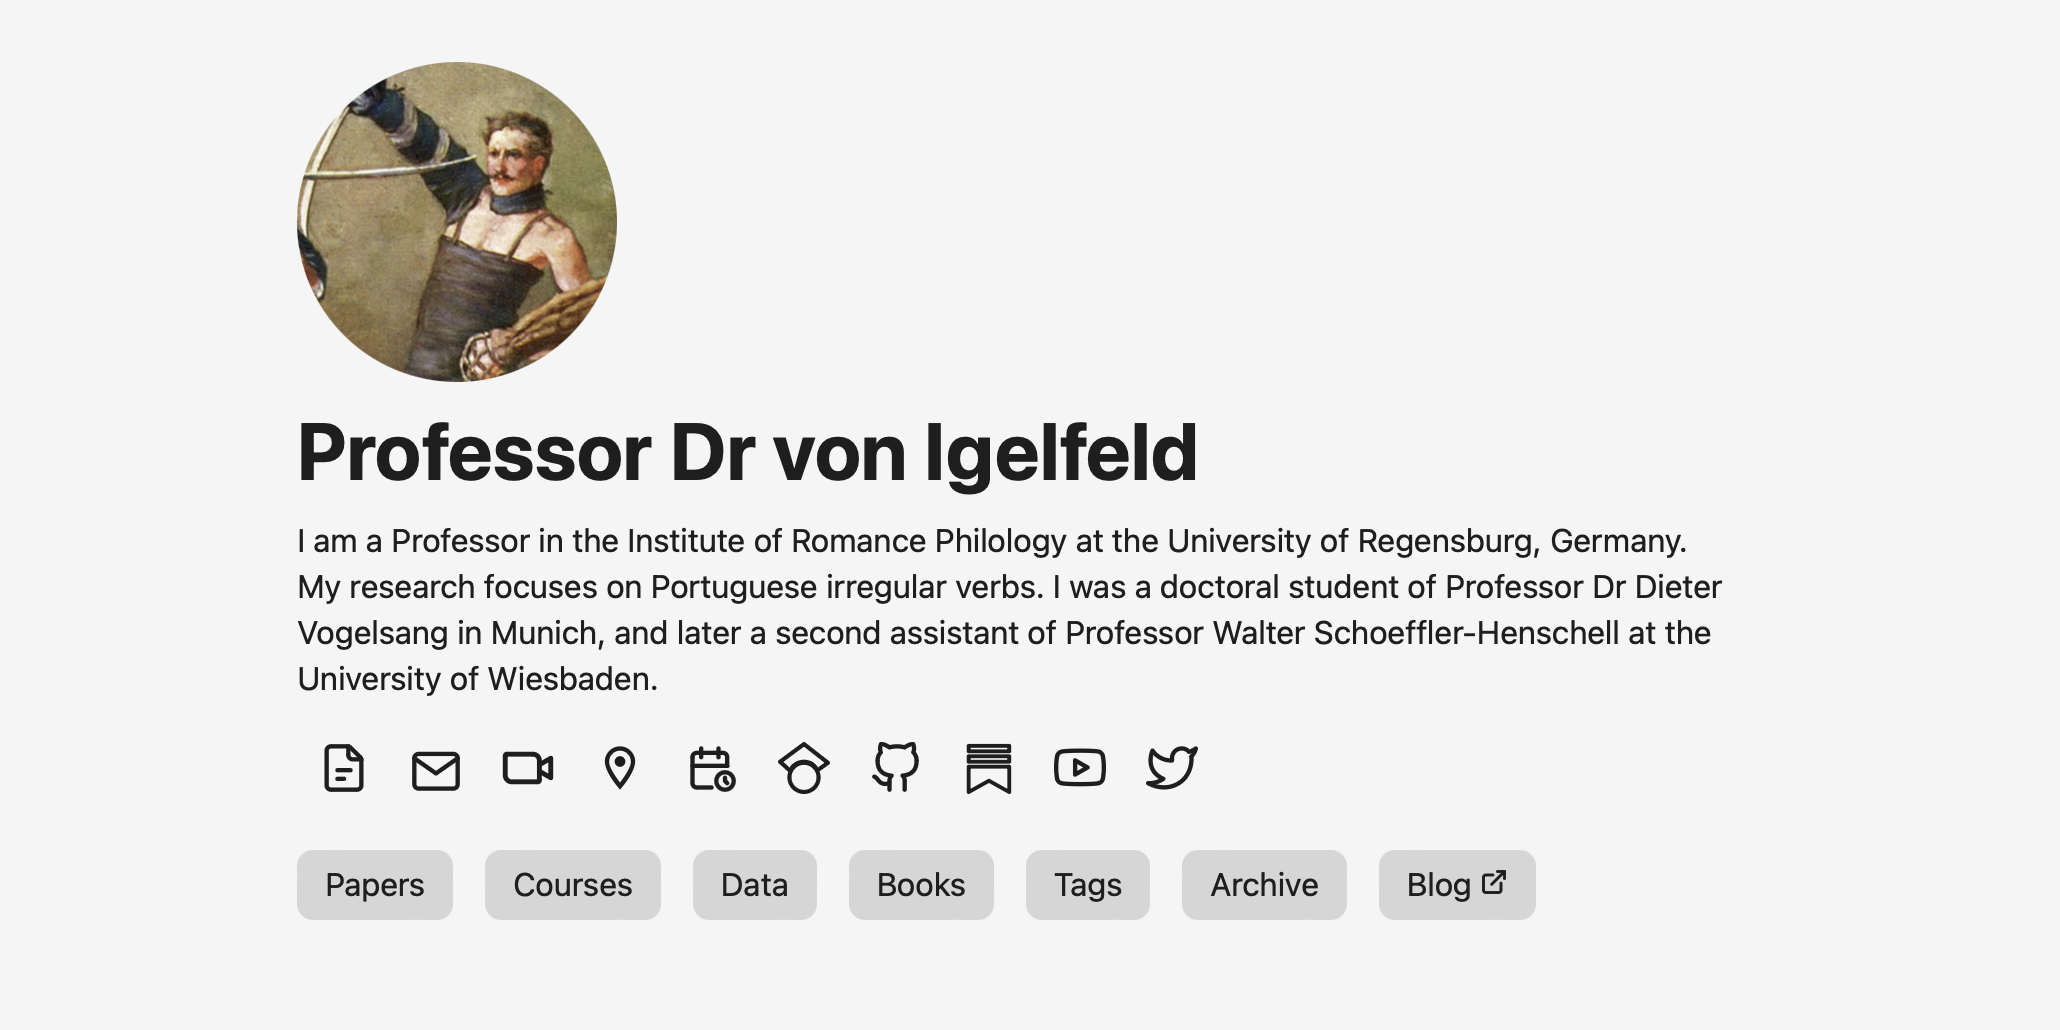 Professor Dr von Igelfeld
I am a Professor in the Institute of Romance Philology at the University of Regensburg, Germany.
My research focuses on Portuguese irregular verbs. I was a doctoral student of Professor Dr Dieter
Vogelsang in Munich, and later a second assistant of Professor Walter Schoeffler-Henschell at the
University of Wiesbaden.
Papers Courses Data Books Tags Archive Blog